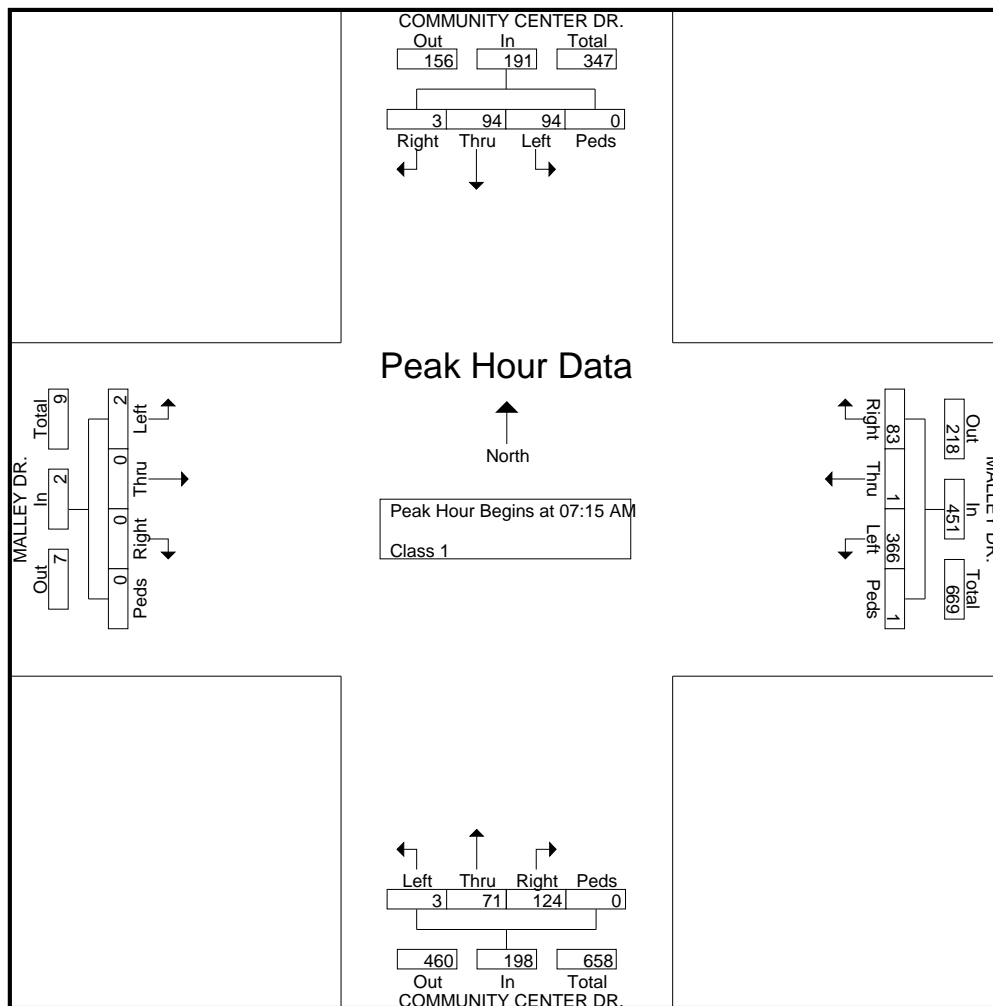 COMMUNITY CENTER DR.
Out In Total
156 191 347
3 94 94 0
Right Thru Left Peds
Peak Hour Data
North
Peak Hour Begins at 07:15 AM
Class 1
MALLEY DR.
Out In Total
7 2 9
Left Thru Right Peds
2 0 0 0
Right Thru Left Peds
83 1 366 1
Out In Total
218 451 669
MALLEY DR.
Left Thru Right Peds
3 71 124 0
460 198 658
Out In Total
COMMUNITY CENTER DR.